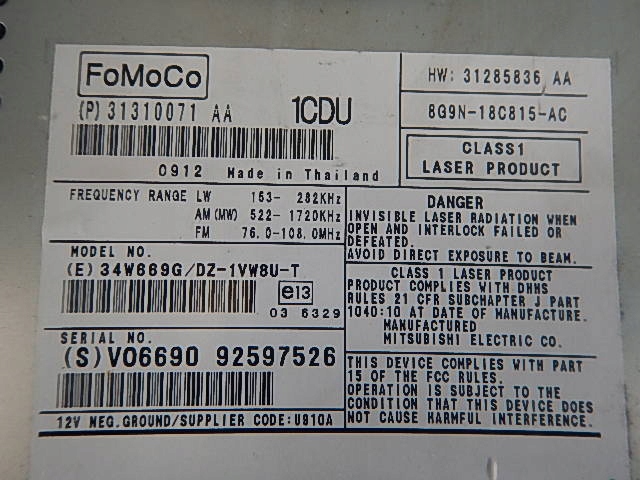 FoMoCo
(P) 31310071 AA 1CDU
0912 Made in Thailand
HW: 31285836 AA
8G9N-18C815-AC
CLASS1
LASER PRODUCT
FREQUENCY RANGE LW 153- 282KHz
AM(MW) 522-1720KHz
FM 76.0-108.0MHz
MODEL NO.
(E) 34W669G/DZ-1VW8U-T
e13
03 6329
SERIAL NO.
(S)V06690 92597526
12V NEG.GROUND/SUPPLIER CODE:U910A
DANGER
INVISIBLE LASER RADIATION WHEN
OPEN AND INTERLOCK FAILED OR
DEFEATED.
AVOID DIRECT EXPOSURE TO BEAM.
CLASS 1 LASER PRODUCT
PRODUCT COMPLIES WITH DHHS
RULES 21 CFR SUBCHAPTER J PART
1040:10 AT DATE OF MANUFACTURE.
MANUFACTURED
MITSUBISHI ELECTRIC CO.
THIS DEVICE COMPLIES WITH PART
15 OF THE FCC RULES.
OPERATION IS SUBJECT TO THE
CONDITION THAT THIS DEVICE DOES
NOT CAUSE HARMFUL INTERFERENCE.